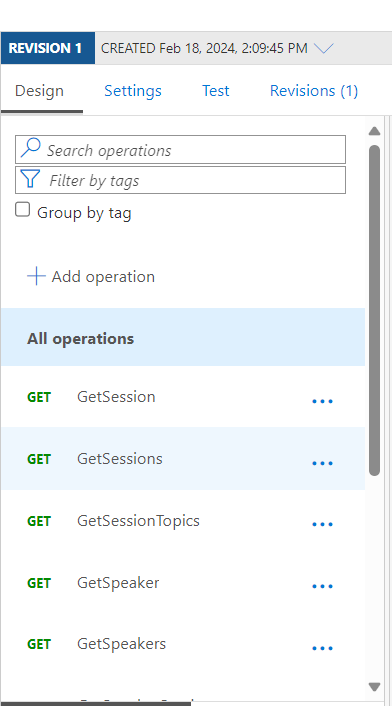 REVISION 1 CREATED Feb 18, 2024, 2:09:45 PM
Design Settings Test Revisions (1)
Search operations
Filter by tags
Group by tag
Add operation
All operations
GET GetSession ...
GET GetSessions ...
GET GetSessionTopics ...
GET GetSpeaker ...
GET GetSpeakers ...